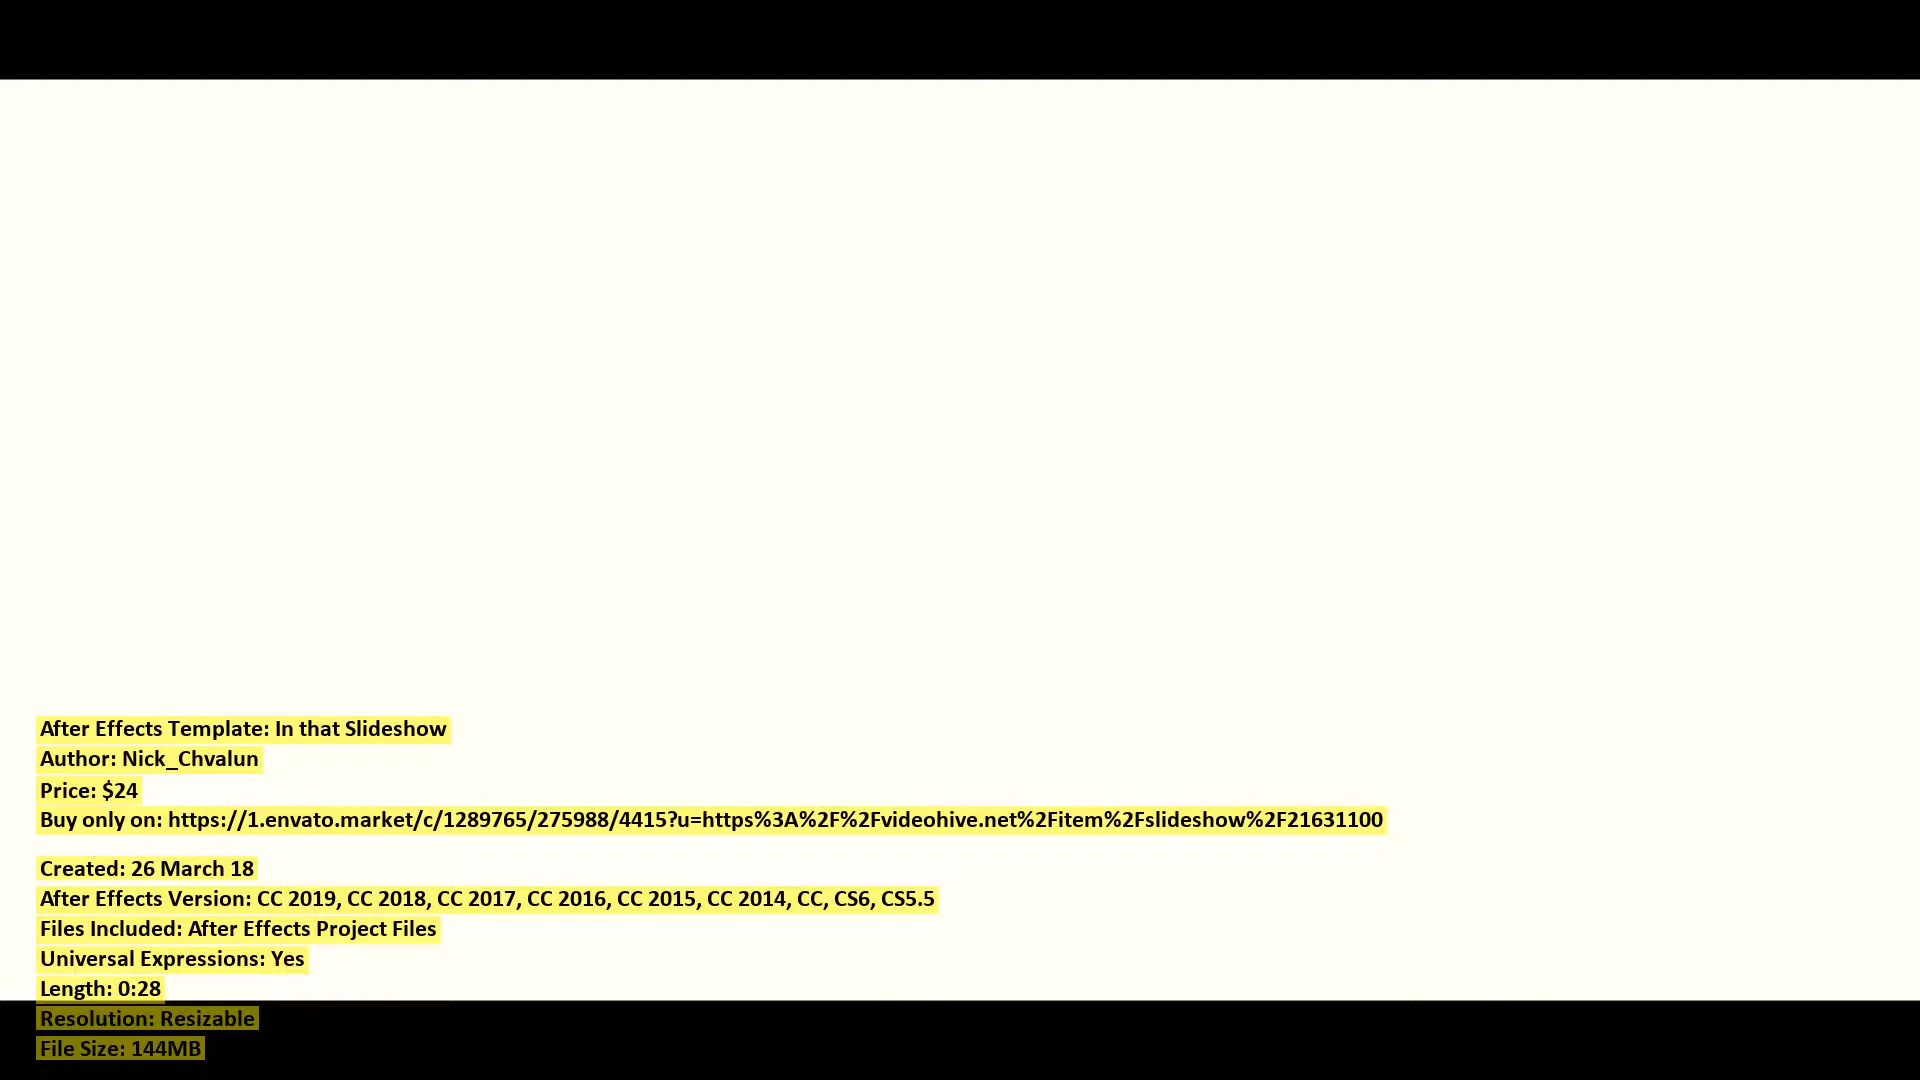 After Effects Template: In that Slideshow
Author: Nick_Chvalun
Price: $24
Buy only on: https://1.envato.market/c/1289765/275988/4415?u=https%3A%2F%2Fvideohive.net%2Fitem%2Fslideshow%2F21631100
Created: 26 March 18
After Effects Version: CC 2019, CC 2018, CC 2017, CC 2016, CC 2015, CC 2014, CC, CS6, CS5.5
Files Included: After Effects Project Files
Universal Expressions: Yes
Length: 0:28
Resolution: Resizable
File Size: 144MB